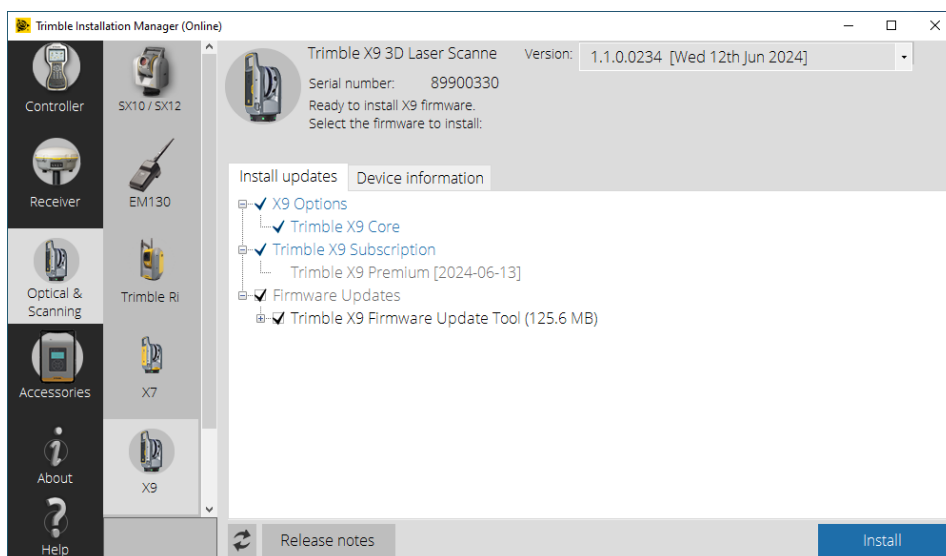 Trimble Installation Manager (Online)
Controller
Receiver
Optical &
Scanning
Accessories
About
Help
SX10 / SX12
EM130
Trimble Ri
X7
X9
Trimble X9 3D Laser Scanne
Version:
1.1.0.0234 [Wed 12th Jun 2024]
Serial number: 89900330
Ready to install X9 firmware.
Select the firmware to install:
Install updates
Device information
X9 Options
Trimble X9 Core
Trimble X9 Subscription
Trimble X9 Premium [2024-06-13]
Firmware Updates
Trimble X9 Firmware Update Tool (125.6 MB)
Release notes
Install